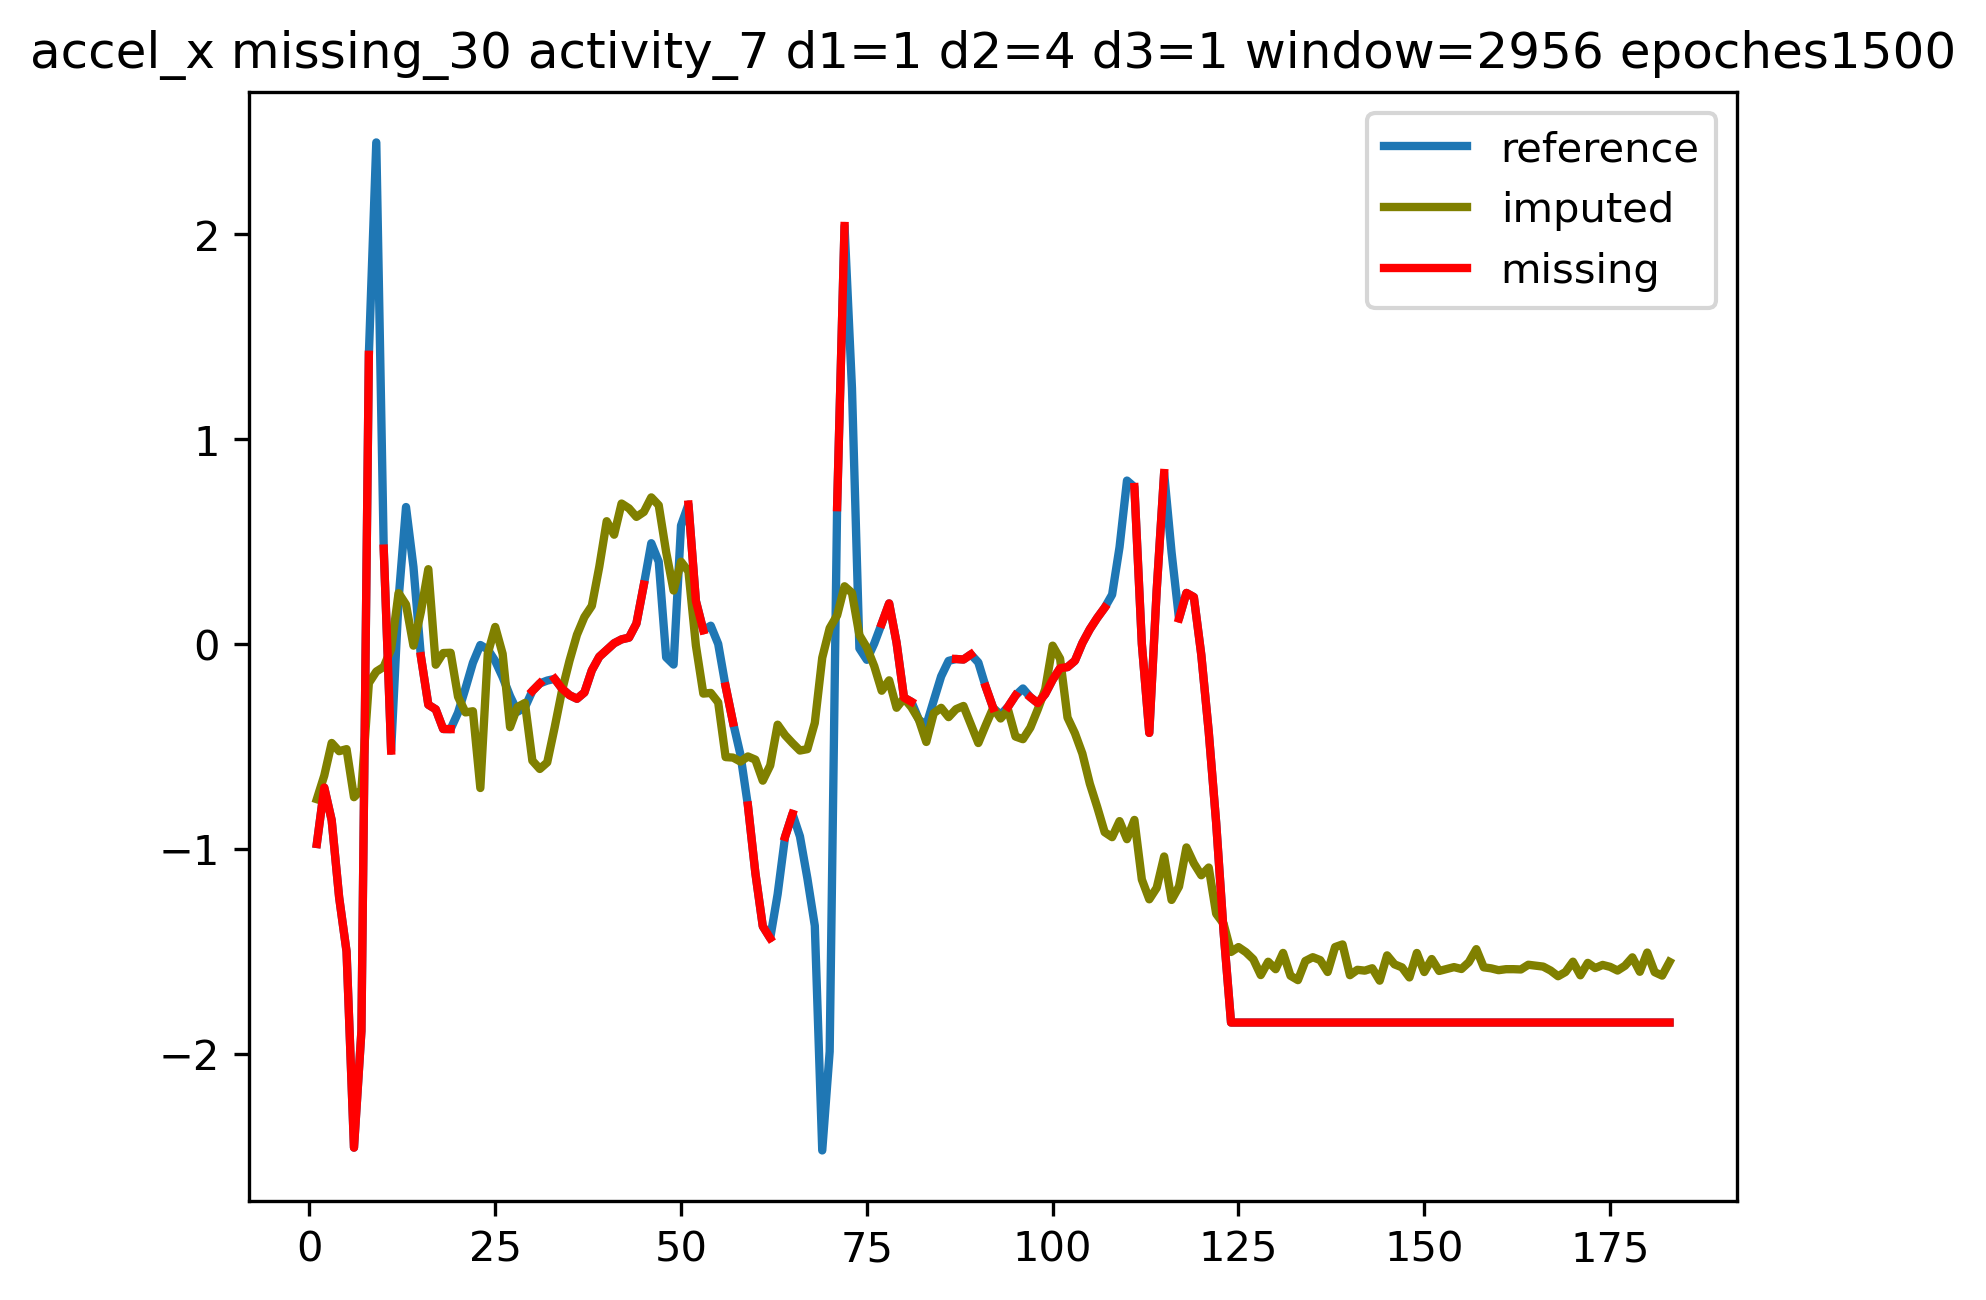 accel_x missing_30 activity_7 d1=1 d2=4 d3=1 window=2956 epoches1500
reference
imputed
missing
2
1
0
−1
−2
0 25 50 75 100 125 150 175